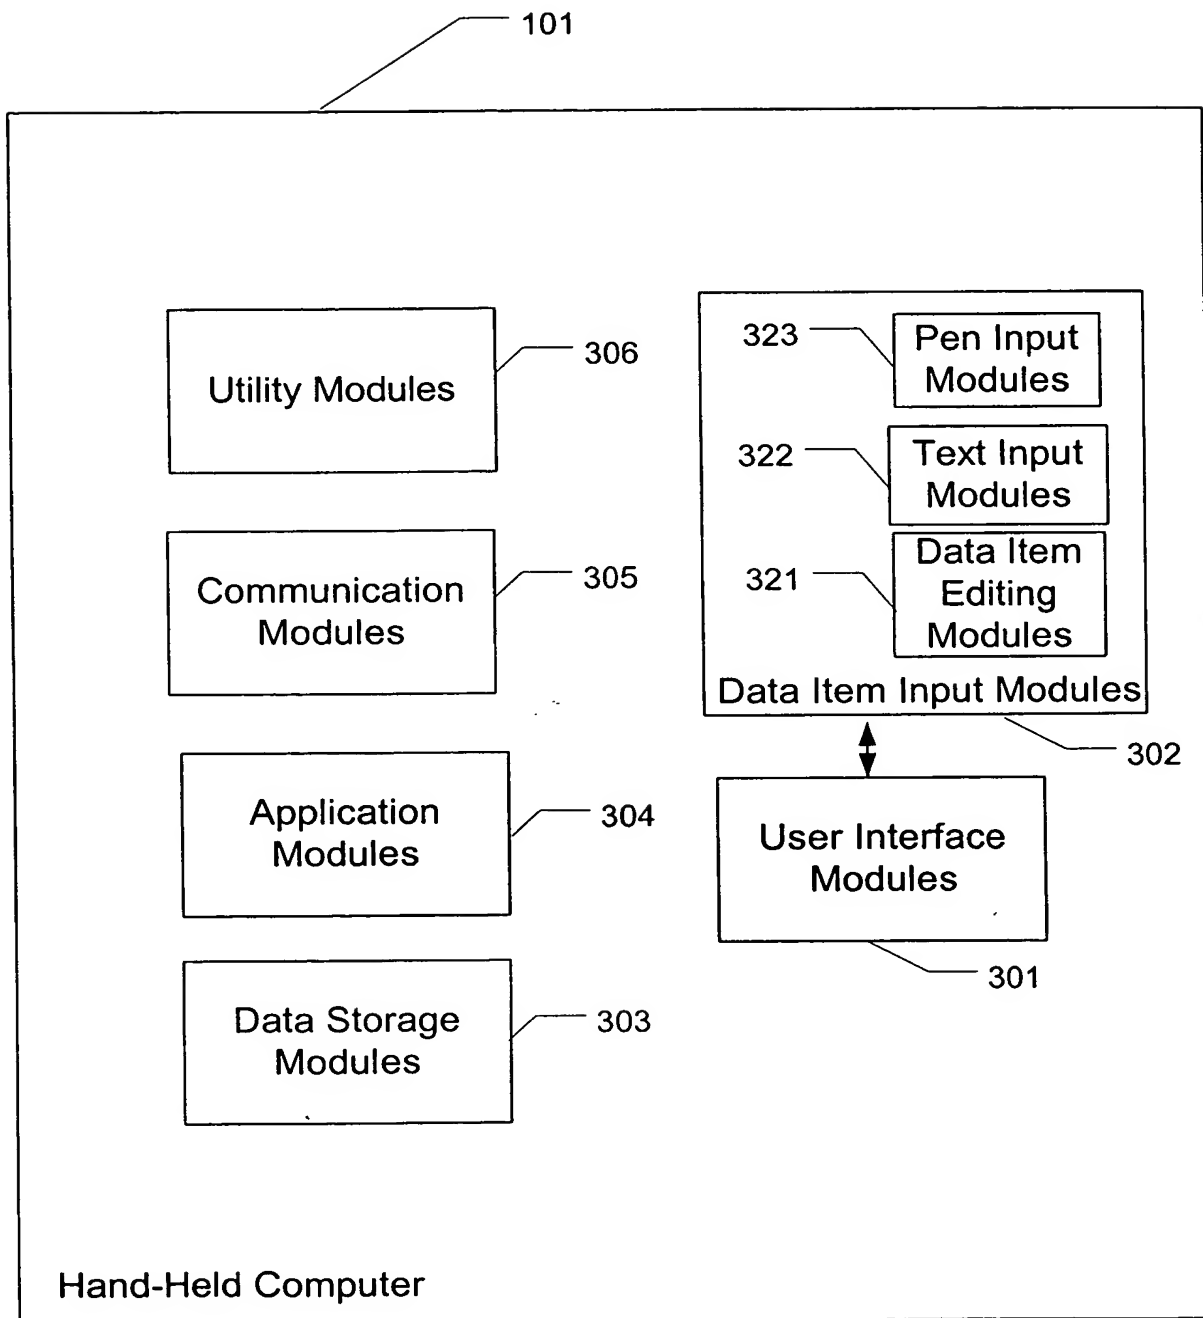 101
323
Pen Input
Modules
306
Utility Modules
322
Text Input
Modules
321
Data Item
Editing
Modules
305
Communication
Modules
Data Item Input Modules
302
304
Application
Modules
User Interface
Modules
301
303
Data Storage
Modules
Hand-Held Computer